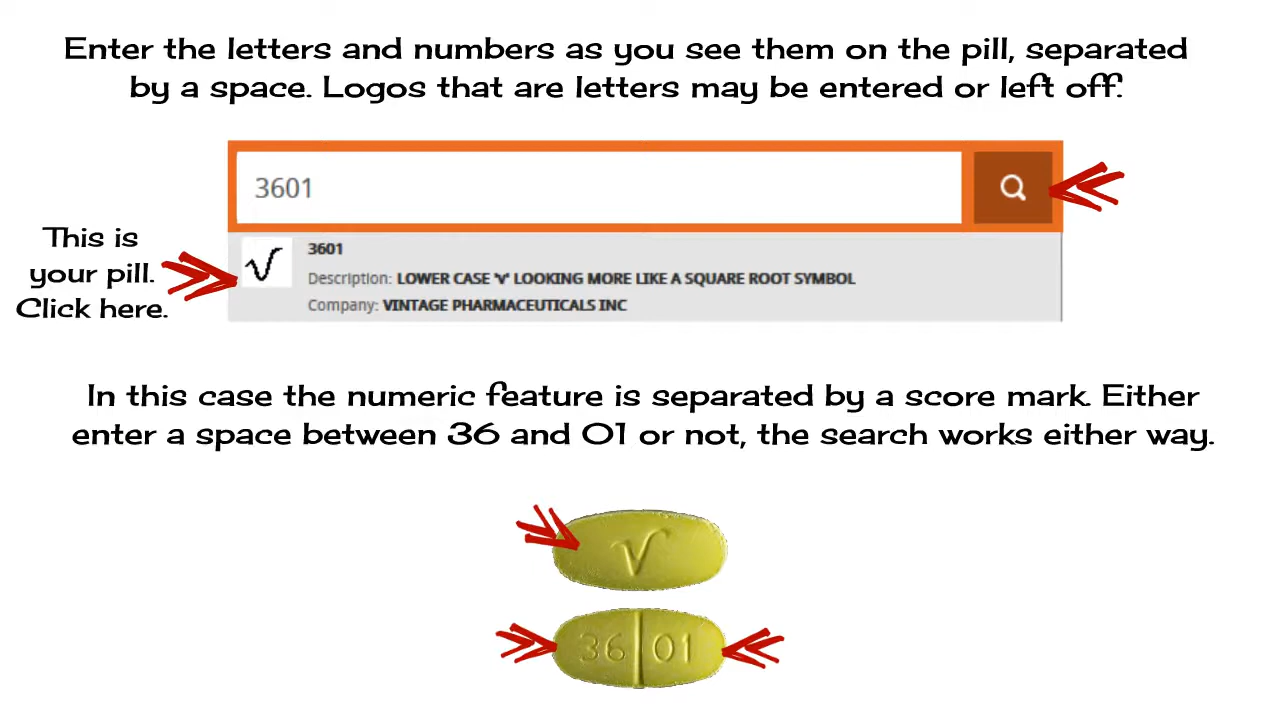 Enter the letters and numbers as you see them on the pill, separated
by a space. Logos that are letters may be entered or left off.
3601
This is
your pill.
Click here.
3601
Description: LOWER CASE 'v' LOOKING MORE LIKE A SQUARE ROOT SYMBOL
Company: VINTAGE PHARMACEUTICALS INC
In this case the numeric feature is separated by a score mark. Either
enter a space between 36 and 01 or not, the search works either way.
V
36 01